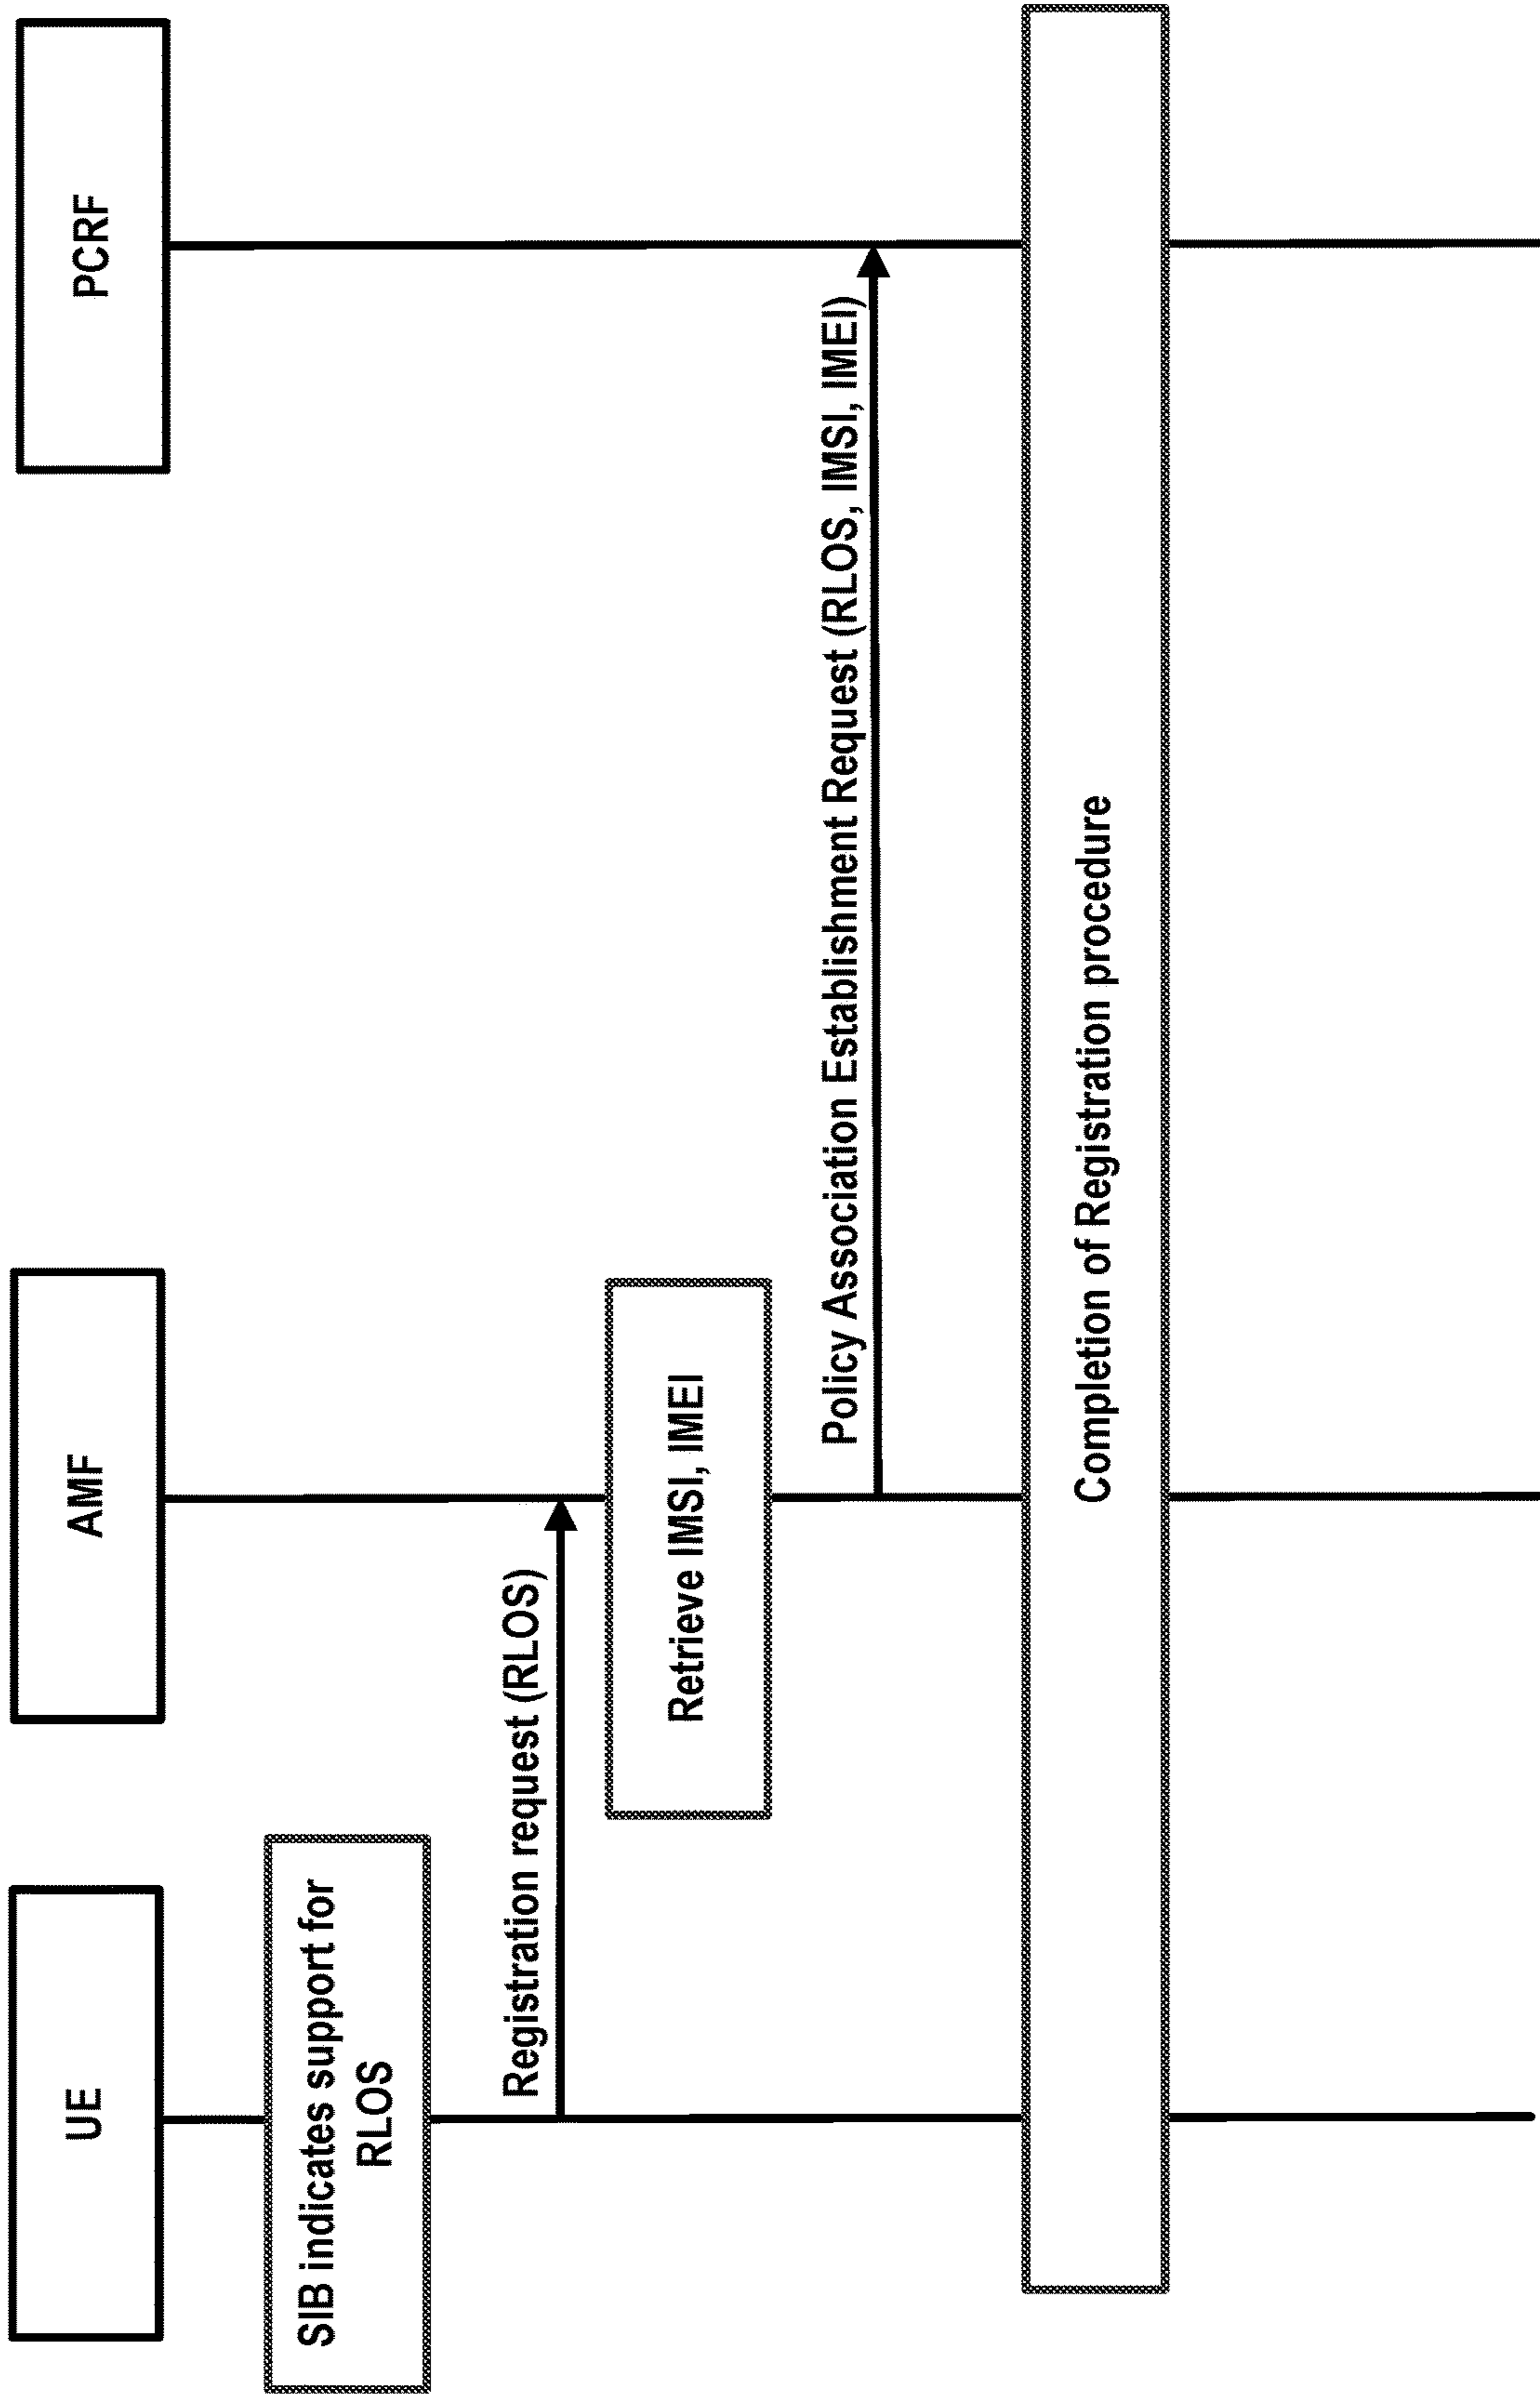 UE
AMF
PCRF
SIB indicates support for
RLOS
Registration request (RLOS)
Retrieve IMSI, IMEI
Policy Association Establishment Request (RLOS, IMSI, IMEI)
Completion of Registration procedure